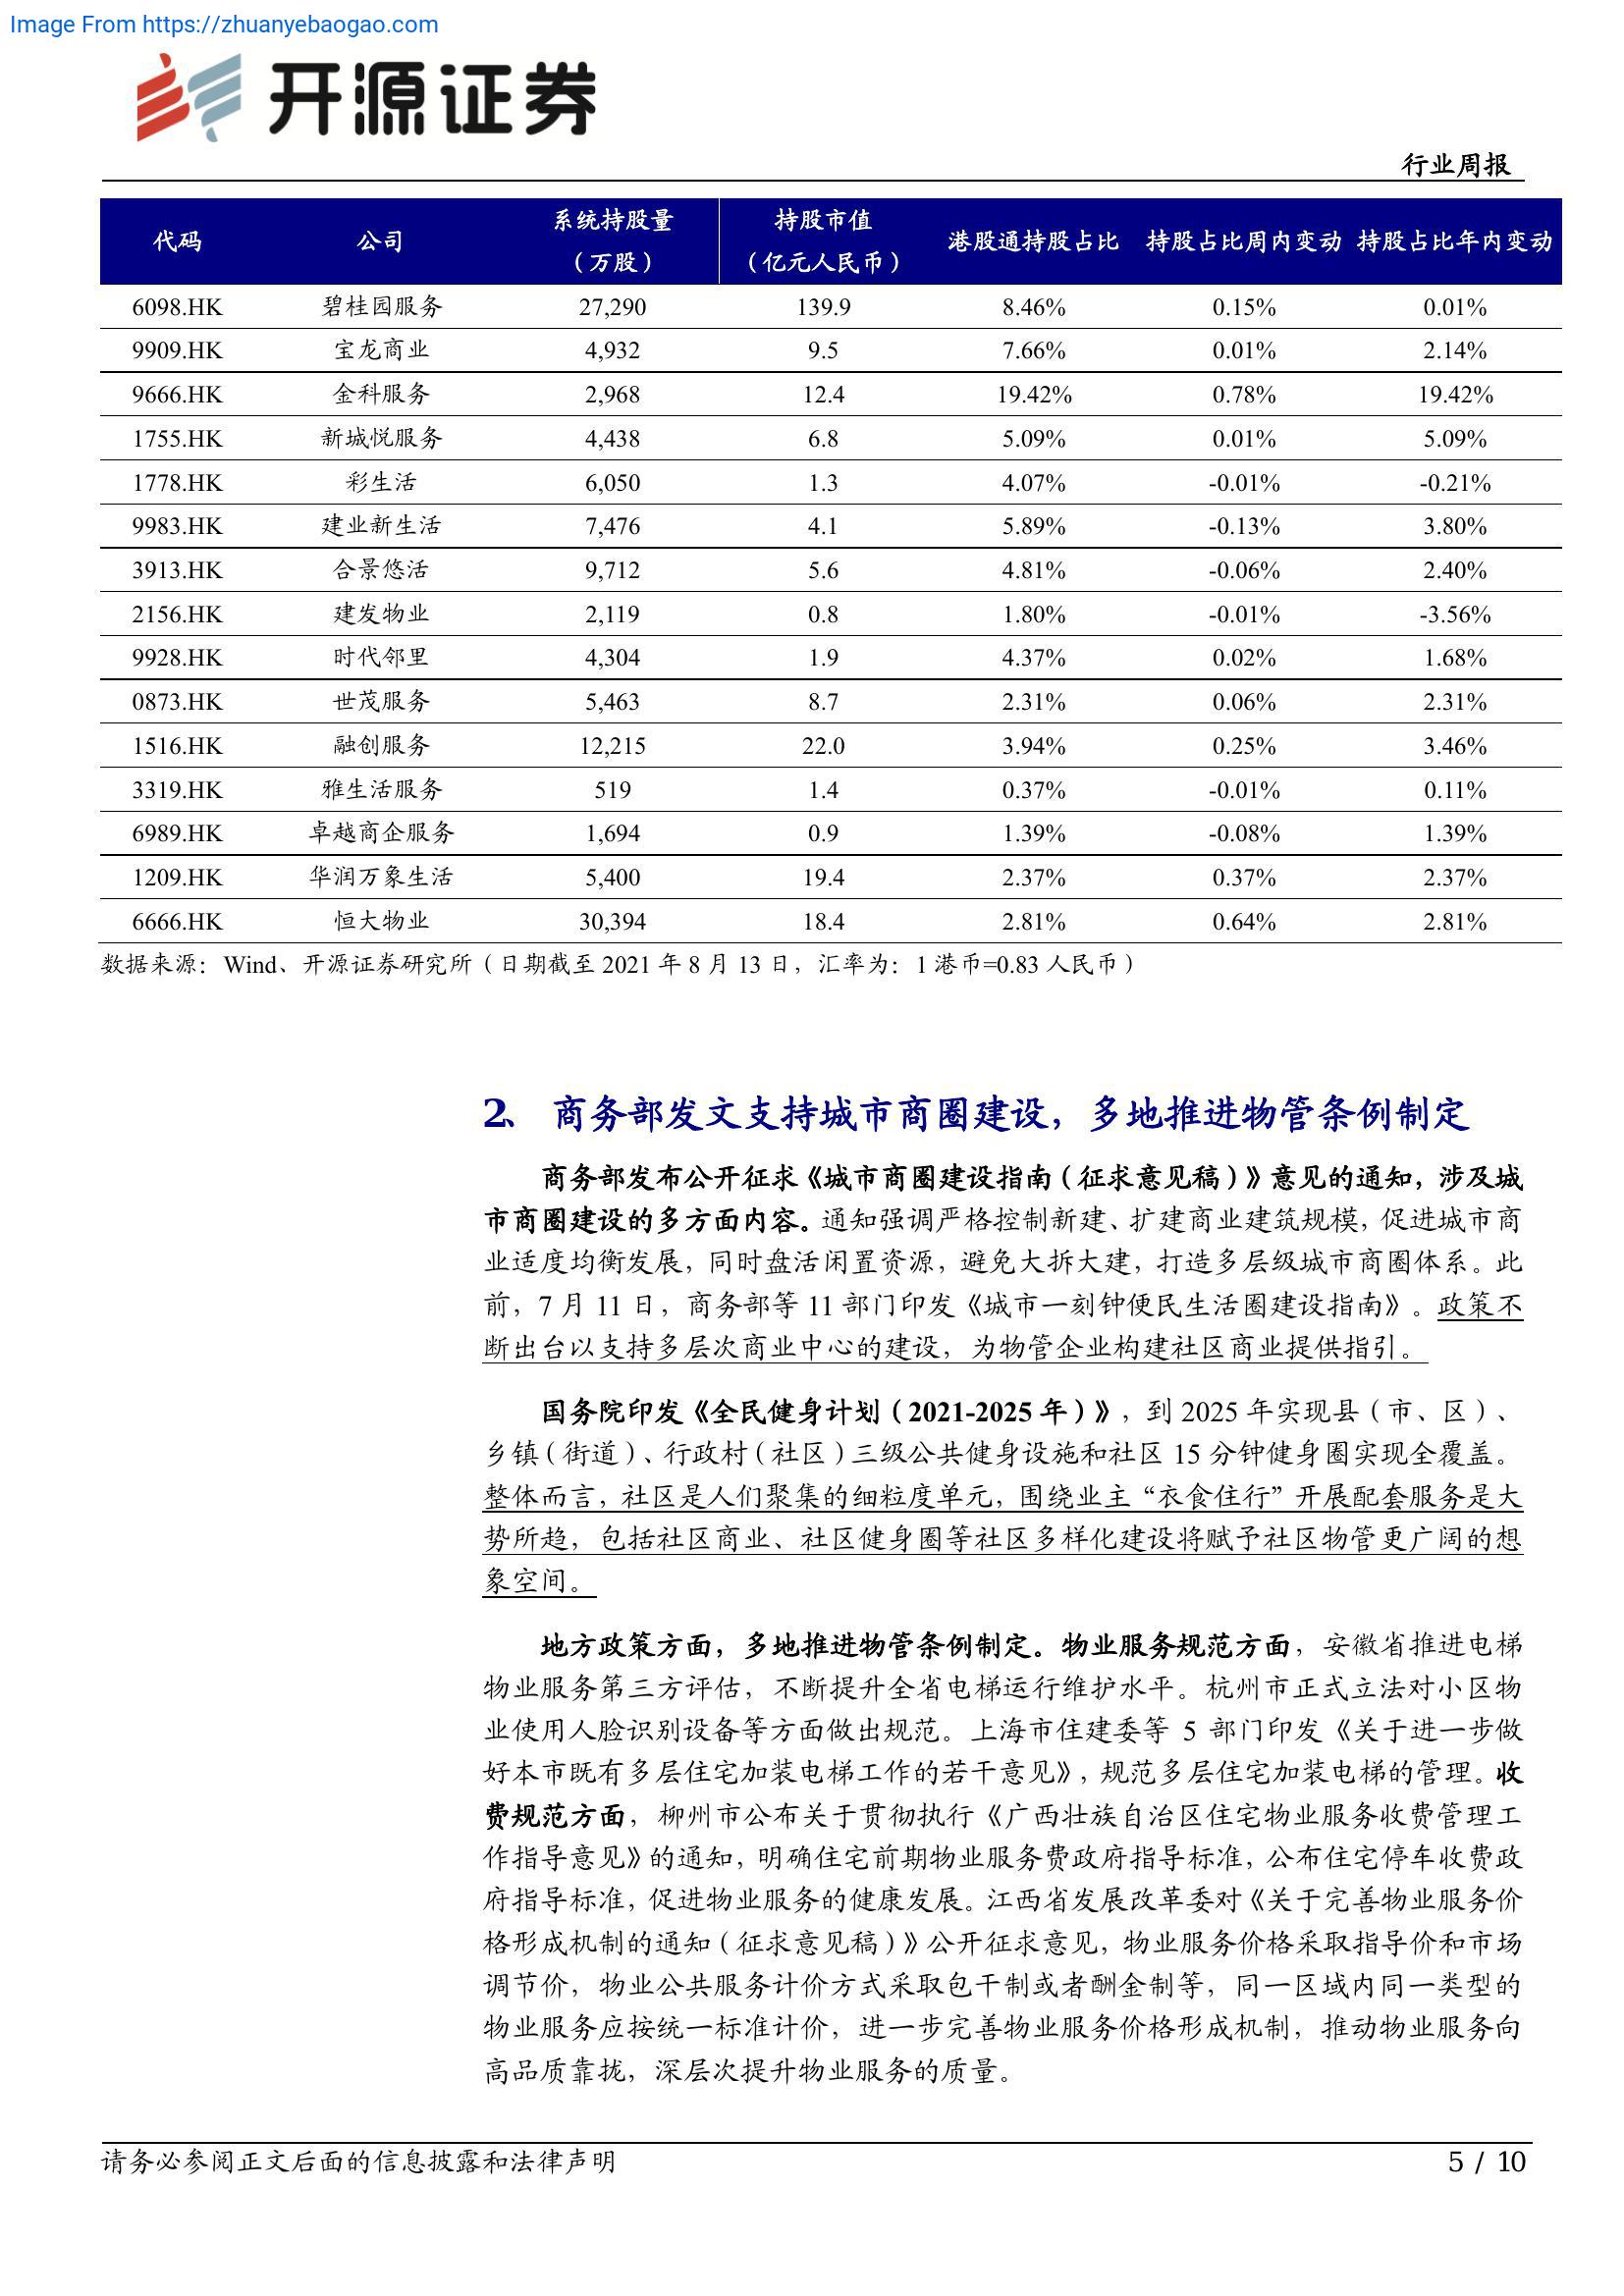 Image From https://zhuanyebaogao.com
开源证券
行业周报
代码 公司 系统持股量（万股） 持股市值（亿元人民币） 港股通持股占比 持股占比周内变动 持股占比年内变动
6098.HK 碧桂园服务 27,290 139.9 8.46% 0.15% 0.01%
9909.HK 宝龙商业 4,932 9.5 7.66% 0.01% 2.14%
9666.HK 金科服务 2,968 12.4 19.42% 0.78% 19.42%
1755.HK 新城悦服务 4,438 6.8 5.09% 0.01% 5.09%
1778.HK 彩生活 6,050 1.3 4.07% -0.01% -0.21%
9983.HK 建业新生活 7,476 4.1 5.89% -0.13% 3.80%
3913.HK 合景悠活 9,712 5.6 4.81% -0.06% 2.40%
2156.HK 建发物业 2,119 0.8 1.80% -0.01% -3.56%
9928.HK 时代邻里 4,304 1.9 4.37% 0.02% 1.68%
0873.HK 世茂服务 5,463 8.7 2.31% 0.06% 2.31%
1516.HK 融创服务 12,215 22.0 3.94% 0.25% 3.46%
3319.HK 雅生活服务 519 1.4 0.37% -0.01% 0.11%
6989.HK 卓越商企服务 1,694 0.9 1.39% -0.08% 1.39%
1209.HK 华润万象生活 5,400 19.4 2.37% 0.37% 2.37%
6666.HK 恒大物业 30,394 18.4 2.81% 0.64% 2.81%
数据来源：Wind、开源证券研究所（日期截至 2021 年 8 月 13 日，汇率为：1 港币=0.83 人民币）
2、 商务部发文支持城市商圈建设，多地推进物管条例制定
商务部发布公开征求《城市商圈建设指南（征求意见稿）》意见的通知，涉及城
市商圈建设的多方面内容。通知强调严格控制新建、扩建商业建筑规模，促进城市商
业适度均衡发展，同时盘活闲置资源，避免大拆大建，打造多层级城市商圈体系。此
前，7 月 11 日，商务部等 11 部门印发《城市一刻钟便民生活圈建设指南》。政策不
断出台以支持多层次商业中心的建设，为物管企业构建社区商业提供指引。
国务院印发《全民健身计划（2021-2025 年）》，到 2025 年实现县（市、区）、
乡镇（街道）、行政村（社区）三级公共健身设施和社区 15 分钟健身圈实现全覆盖。
整体而言，社区是人们聚集的细粒度单元，围绕业主“衣食住行”开展配套服务是大
势所趋，包括社区商业、社区健身圈等社区多样化建设将赋予社区物管更广阔的想
象空间。
地方政策方面，多地推进物管条例制定。物业服务规范方面，安徽省推进电梯
物业服务第三方评估，不断提升全省电梯运行维护水平。杭州市正式立法对小区物
业使用人脸识别设备等方面做出规范。上海市住建委等 5 部门印发《关于进一步做
好本市既有多层住宅加装电梯工作的若干意见》，规范多层住宅加装电梯的管理。收
费规范方面，柳州市公布关于贯彻执行《广西壮族自治区住宅物业服务收费管理工
作指导意见》的通知，明确住宅前期物业服务费政府指导标准，公布住宅停车收费政
府指导标准，促进物业服务的健康发展。江西省发展改革委对《关于完善物业服务价
格形成机制的通知（征求意见稿）》公开征求意见，物业服务价格采取指导价和市场
调节价，物业公共服务计价方式采取包干制或者酬金制等，同一区域内同一类型的
物业服务应按统一标准计价，进一步完善物业服务价格形成机制，推动物业服务向
高品质靠拢，深层次提升物业服务的质量。
请务必参阅正文后面的信息披露和法律声明
5 / 10